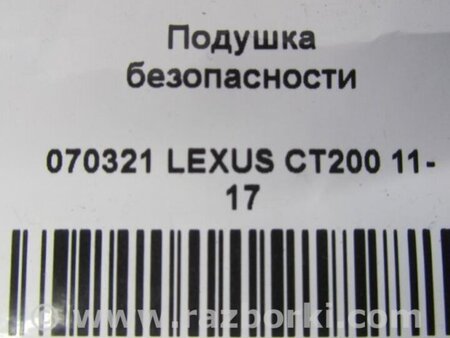 Подушка
безопасности
070321 LEXUS CT200 11-
17
www.razborki.com